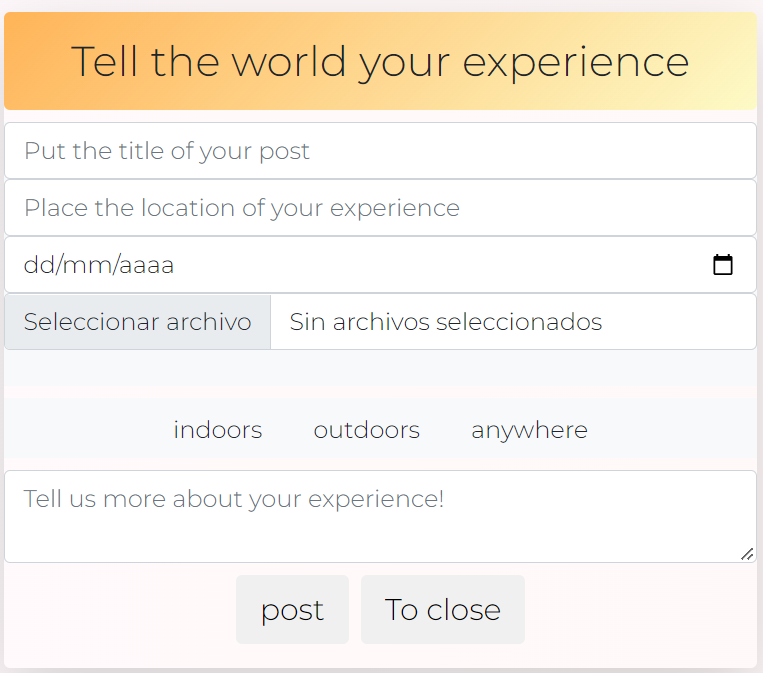 Tell the world your experience
Put the title of your post
Place the location of your experience
dd/mm/aaaa
Seleccionar archivo Sin archivos seleccionados
indoors outdoors anywhere
Tell us more about your experience!
post To close